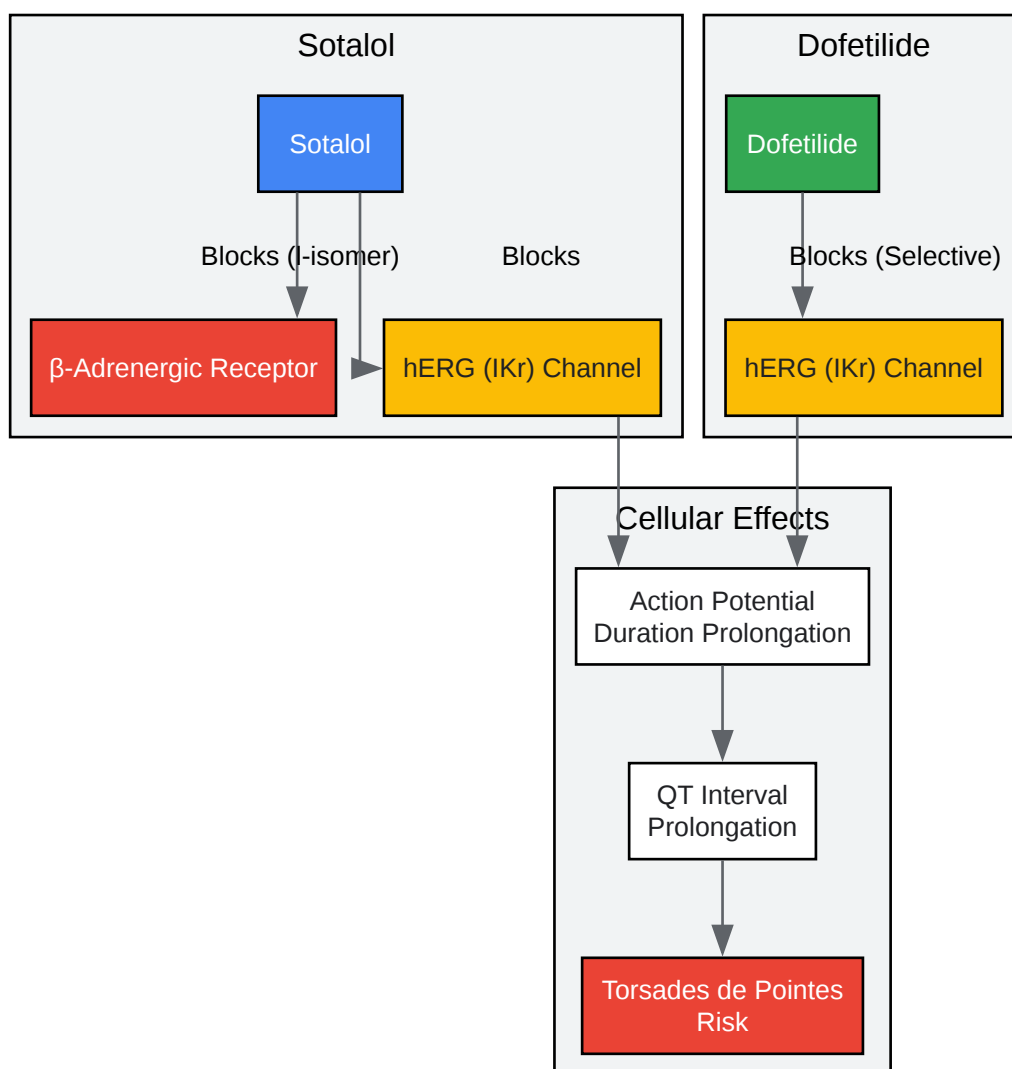 Sotalol
Dofetilide
Sotalol
Dofetilide
Blocks (l-isomer)
Blocks
Blocks (Selective)
β-Adrenergic Receptor
hERG (IKr) Channel
hERG (IKr) Channel
Cellular Effects
Action Potential
Duration Prolongation
QT Interval
Prolongation
Torsades de Pointes
Risk